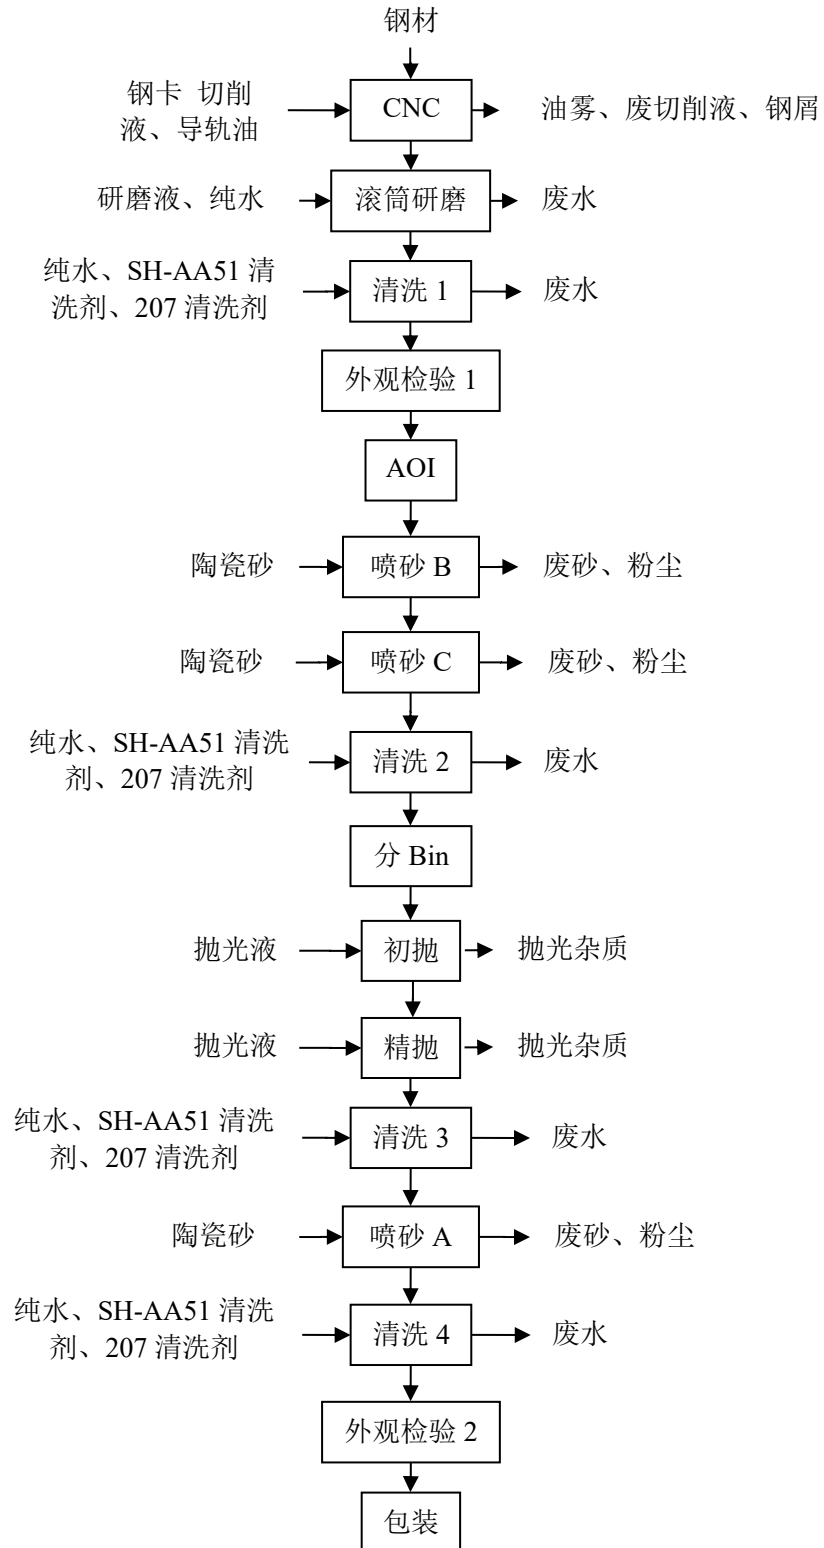 钢材
钢卡 切削
液、导轨油
CNC
油雾、废切削液、钢屑
研磨液、纯水
滚筒研磨
废水
纯水、SH-AA51 清
洗剂、207 清洗剂
清洗 1
废水
外观检验 1
AOI
陶瓷砂
喷砂 B
废砂、粉尘
陶瓷砂
喷砂 C
废砂、粉尘
纯水、SH-AA51 清洗
剂、207 清洗剂
清洗 2
废水
分 Bin
抛光液
初抛
抛光杂质
抛光液
精抛
抛光杂质
纯水、SH-AA51 清洗
剂、207 清洗剂
清洗 3
废水
陶瓷砂
喷砂 A
废砂、粉尘
纯水、SH-AA51 清洗
剂、207 清洗剂
清洗 4
废水
外观检验 2
包装